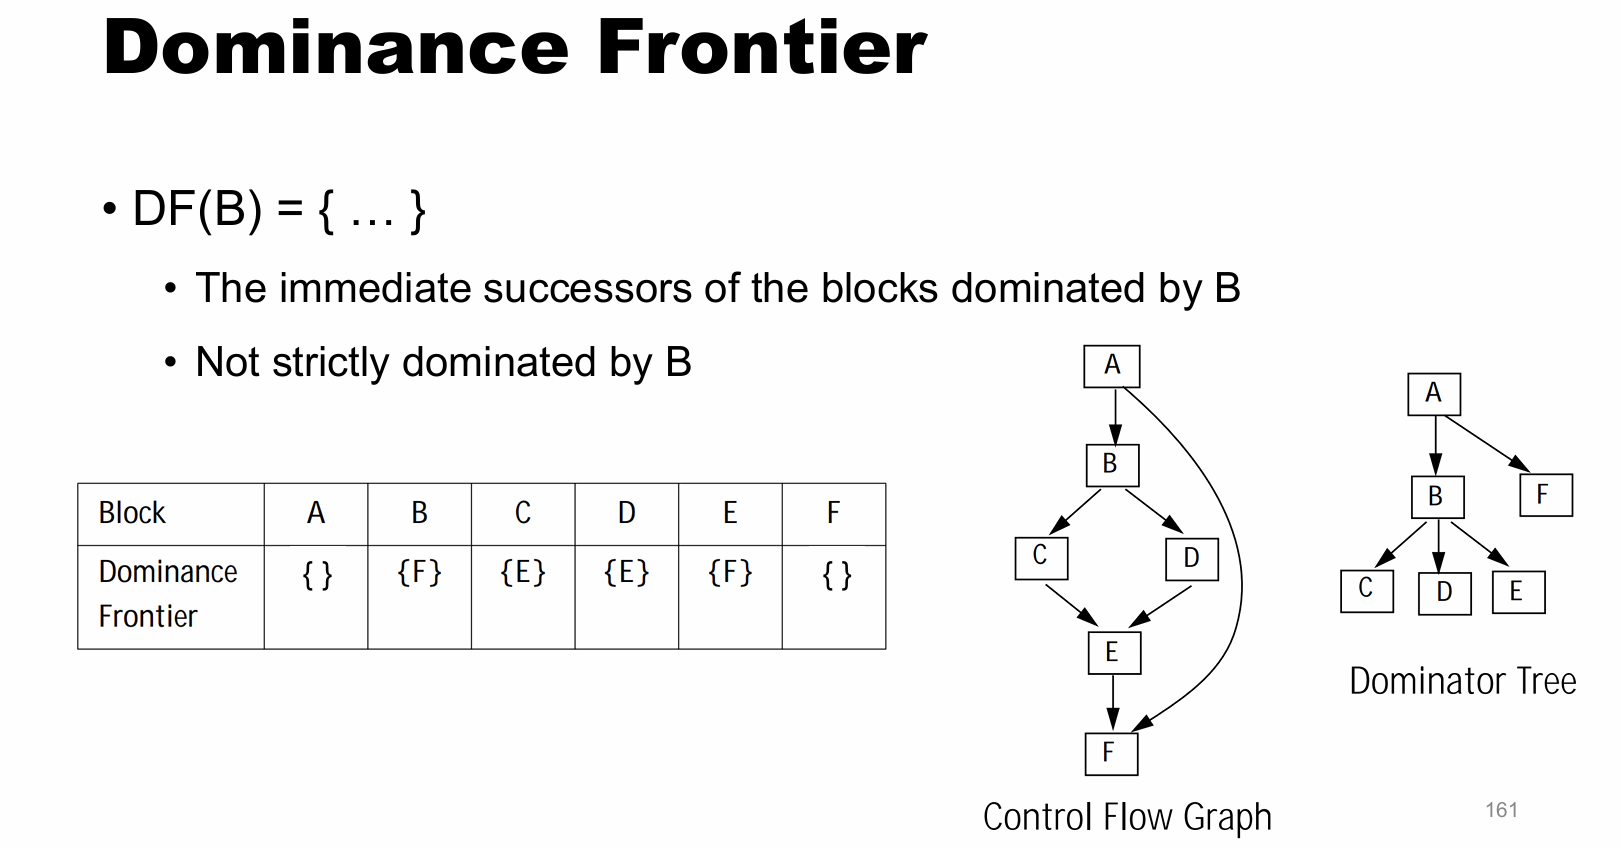 Dominance Frontier
• DF(B) = { … }
• The immediate successors of the blocks dominated by B
• Not strictly dominated by B
Block A B C D E F
Dominance Frontier { } {F} {E} {E} {F} { }
A
B
C D
E
F
Control Flow Graph
A
B F
C D E
Dominator Tree
161